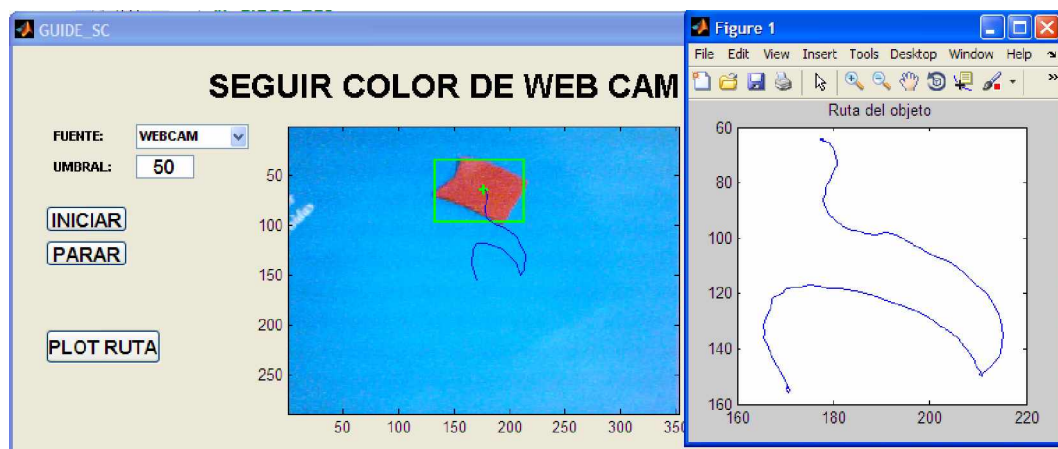 GUIDE_SC
SEGUIR COLOR DE WEB CAM
FUENTE: WEBCAM
UMBRAL: 50
INICIAR
PARAR
PLOT RUTA
50
100
150
200
250
50 100 150 200 250 300 350
Figure 1
File Edit View Insert Tools Desktop Window Help
Ruta del objeto
60
80
100
120
140
160
160 180 200 220